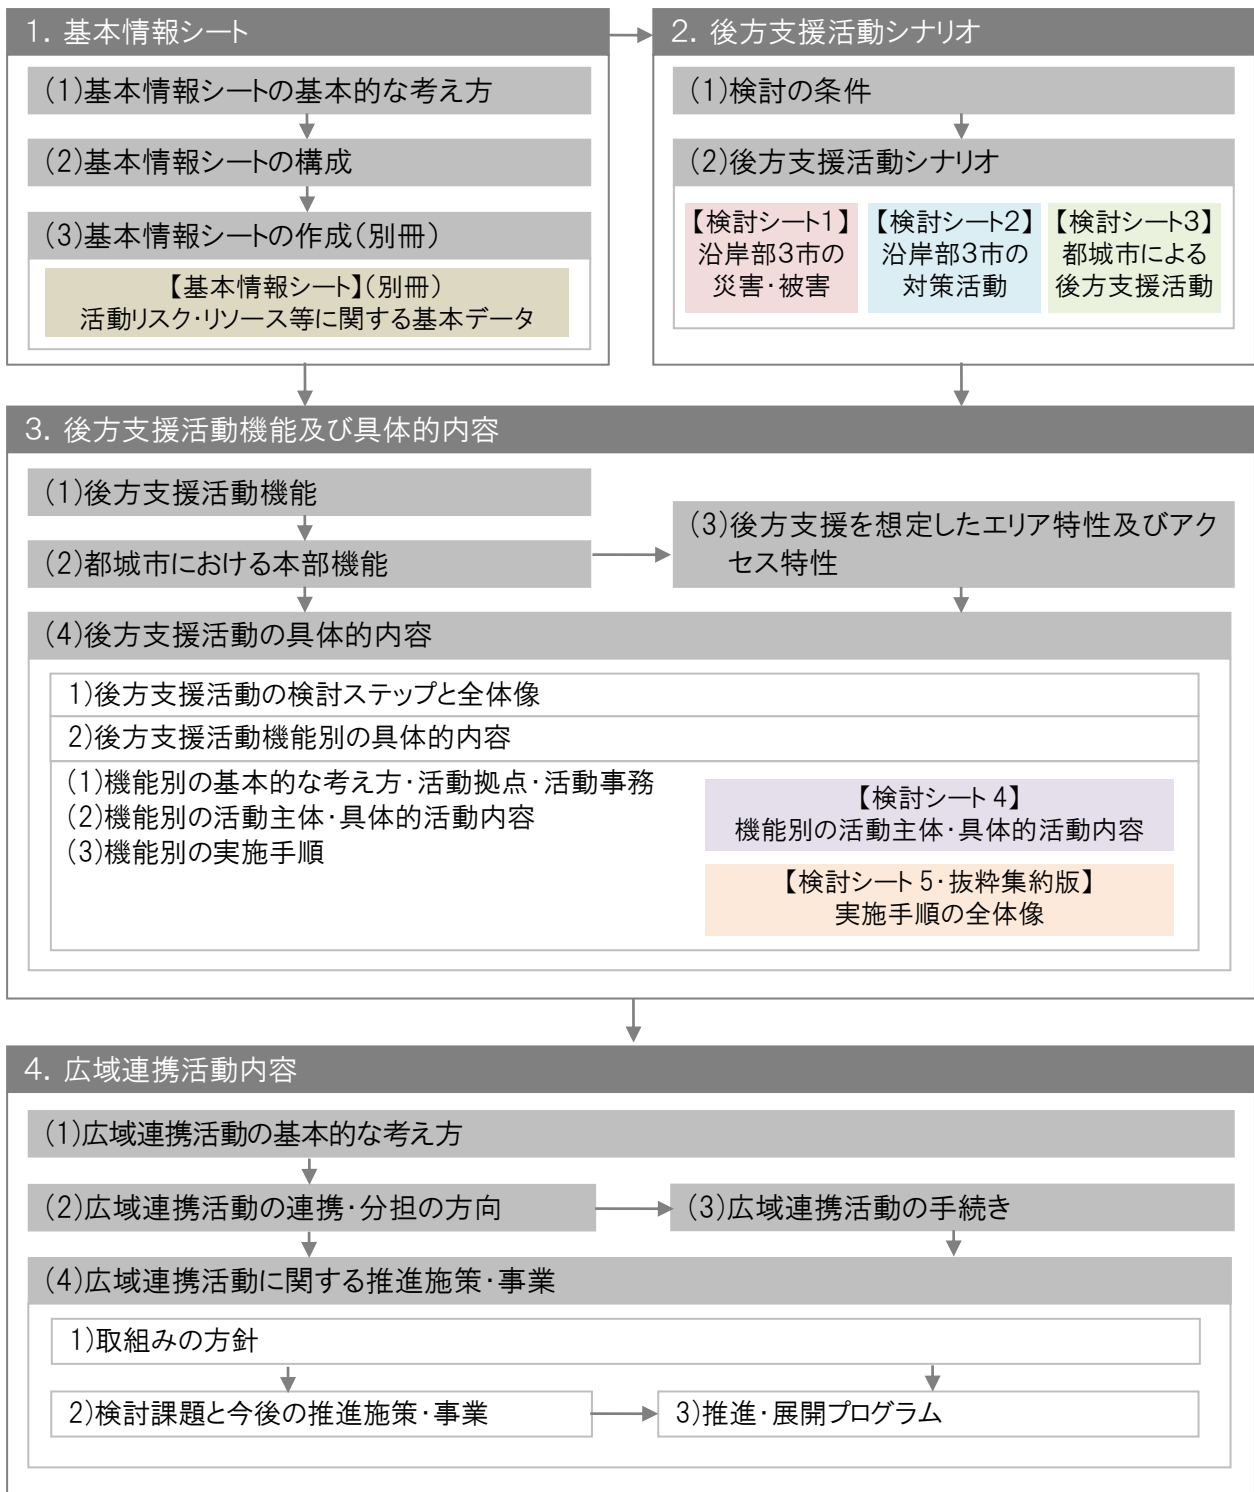 1．基本情報シート
(1)基本情報シートの基本的な考え方
(2)基本情報シートの構成
(3)基本情報シートの作成(別冊)
【基本情報シート】(別冊)
活動リスク・リソース等に関する基本データ
2．後方支援活動シナリオ
(1)検討の条件
(2)後方支援活動シナリオ
【検討シート1】
沿岸部3市の
災害・被害
【検討シート2】
沿岸部3市の
対策活動
【検討シート3】
都城市による
後方支援活動
3．後方支援活動機能及び具体的内容
(1)後方支援活動機能
(2)都城市における本部機能
(3)後方支援を想定したエリア特性及びアク
セス特性
(4)後方支援活動の具体的内容
1)後方支援活動の検討ステップと全体像
2)後方支援活動機能別の具体的内容
(1)機能別の基本的な考え方・活動拠点・活動事務
(2)機能別の活動主体・具体的活動内容
(3)機能別の実施手順
【検討シート 4】
機能別の活動主体・具体的活動内容
【検討シート 5・抜粋集約版】
実施手順の全体像
4．広域連携活動内容
(1)広域連携活動の基本的な考え方
(2)広域連携活動の連携・分担の方向
(3)広域連携活動の手続き
(4)広域連携活動に関する推進施策・事業
1)取組みの方針
2)検討課題と今後の推進施策・事業
3)推進・展開プログラム